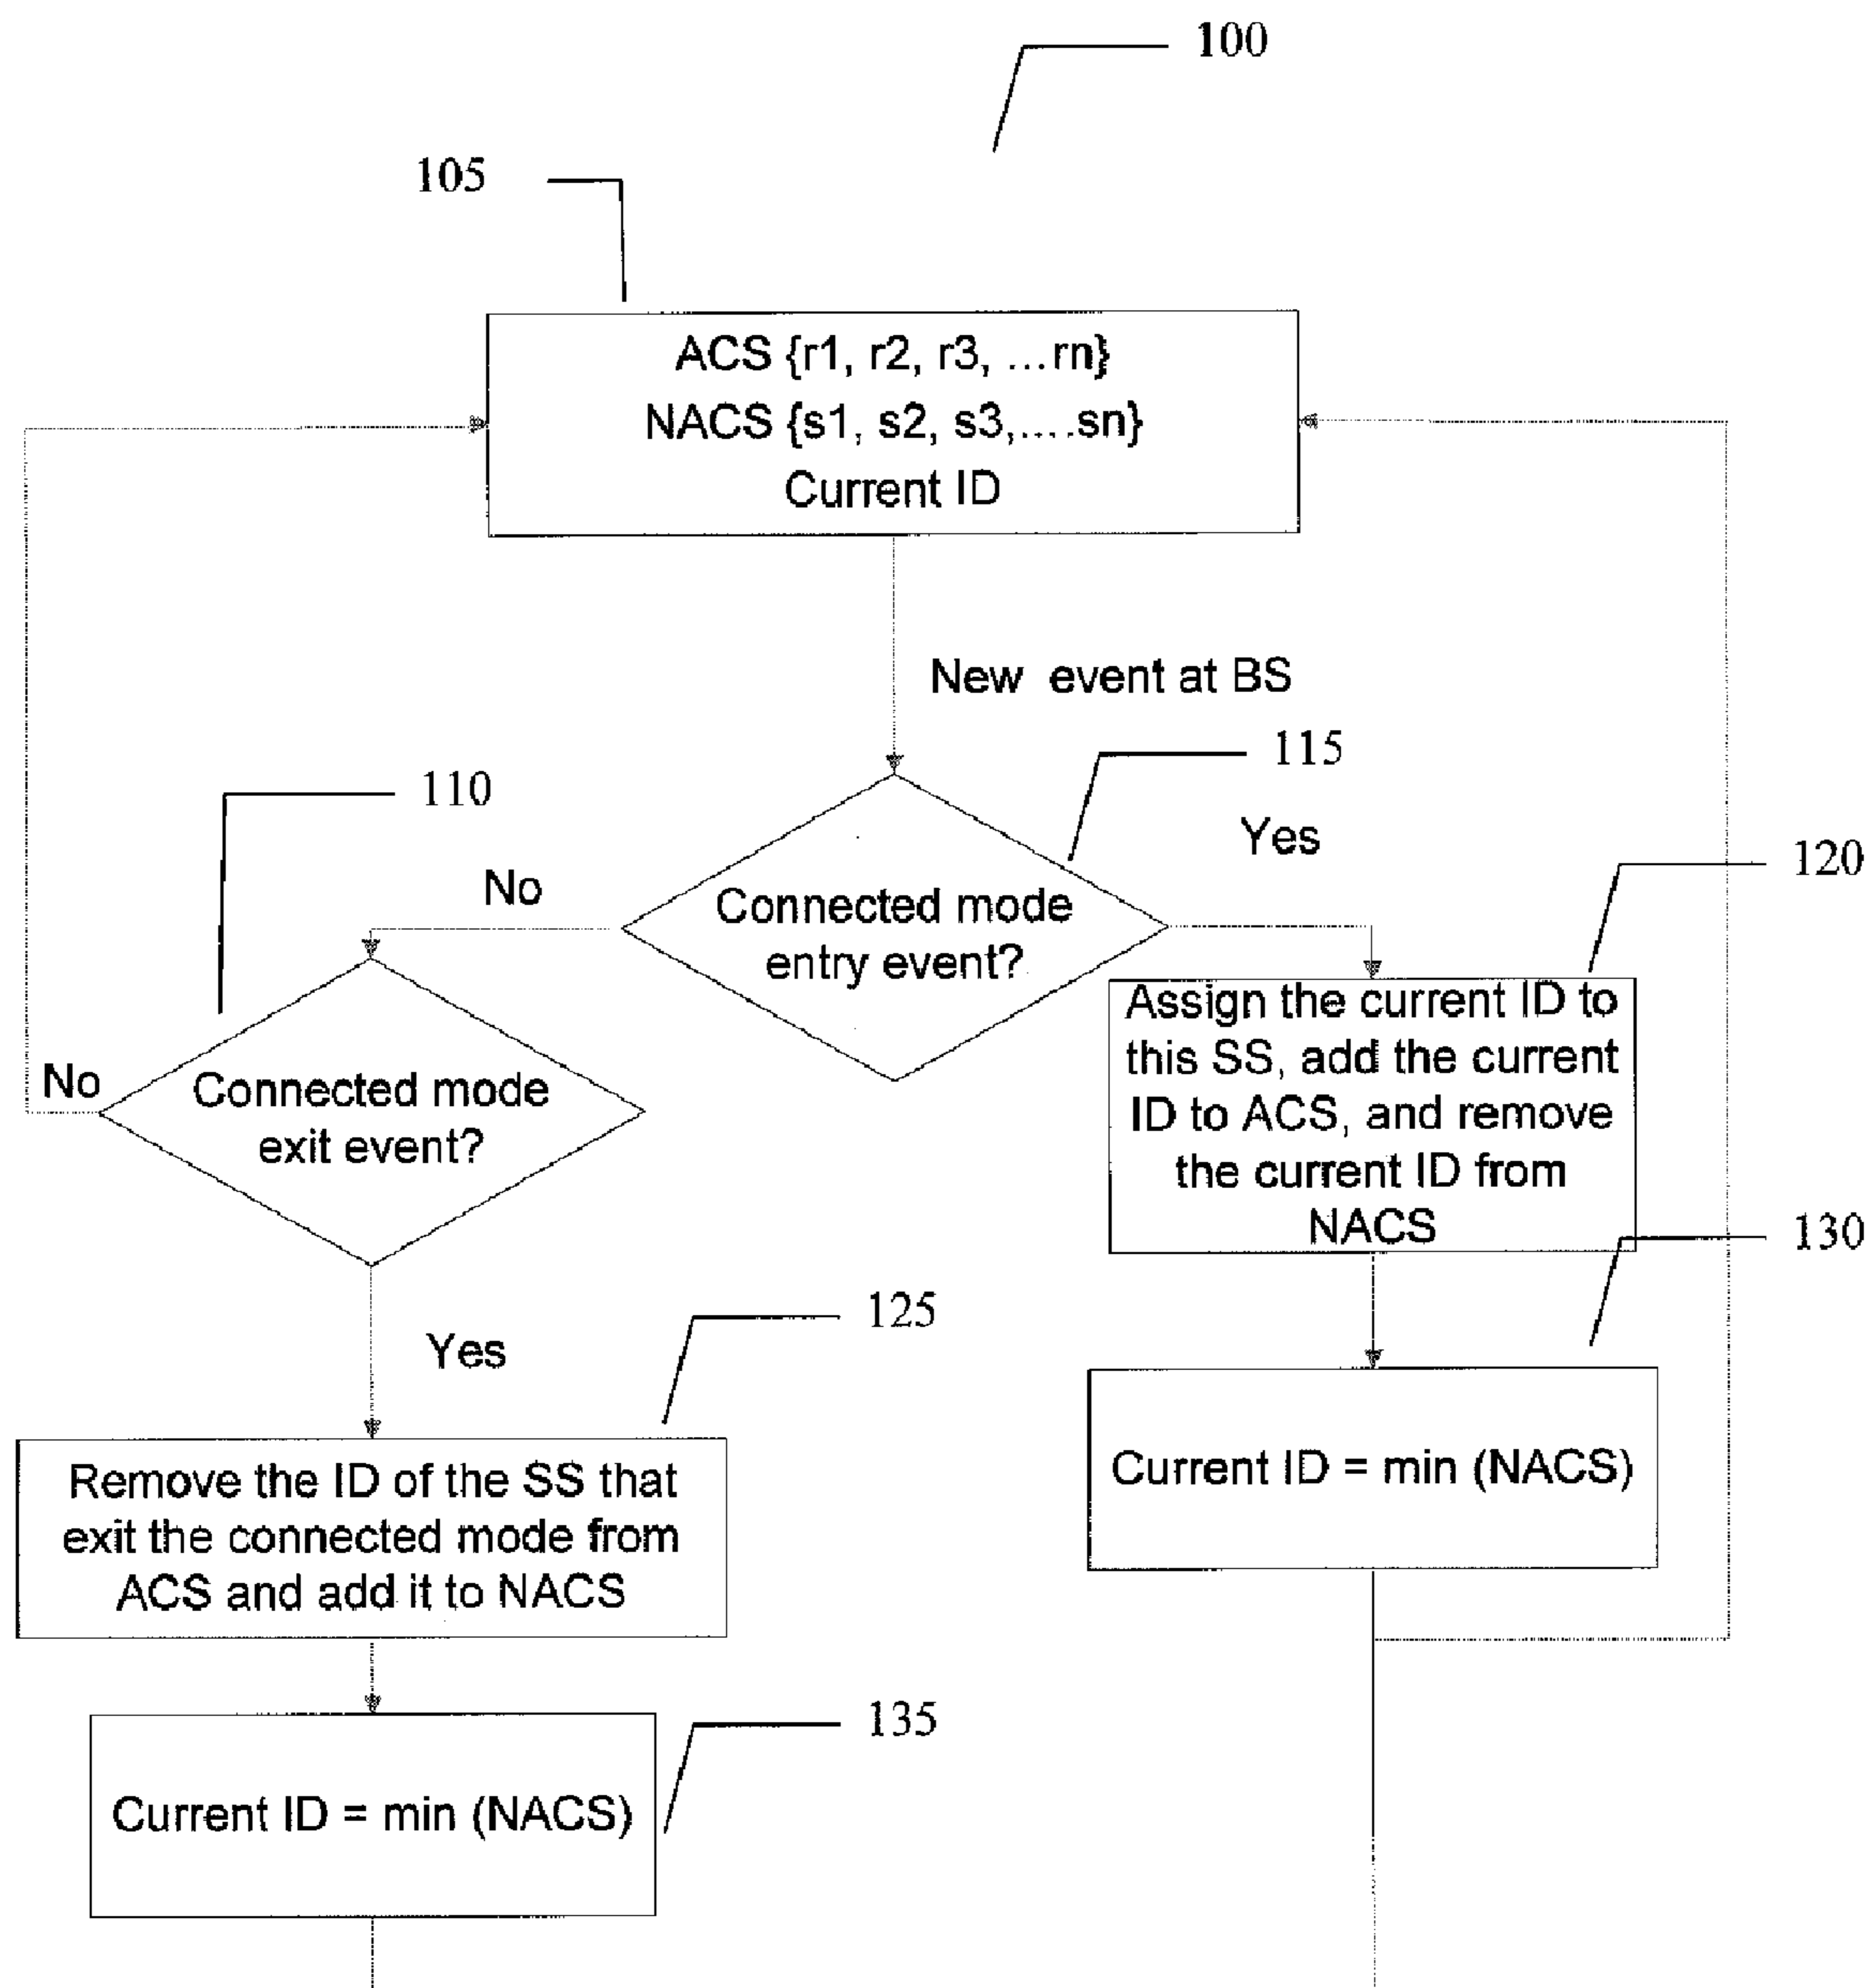 100
105
ACS {r1, r2, r3, ...rn}
NACS {s1, s2, s3,....sn}
Current ID
New event at BS
115
110
Yes
120
No
Connected mode
entry event?
Assign the current ID to
this SS, add the current
ID to ACS, and remove
the current ID from
NACS
No
Connected mode
exit event?
130
125
Yes
Current ID = min (NACS)
Remove the ID of the SS that
exit the connected mode from
ACS and add it to NACS
135
Current ID = min (NACS)